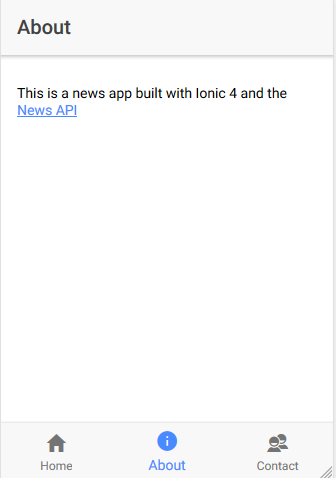 About
This is a news app built with Ionic 4 and the
News API
Home
About
Contact